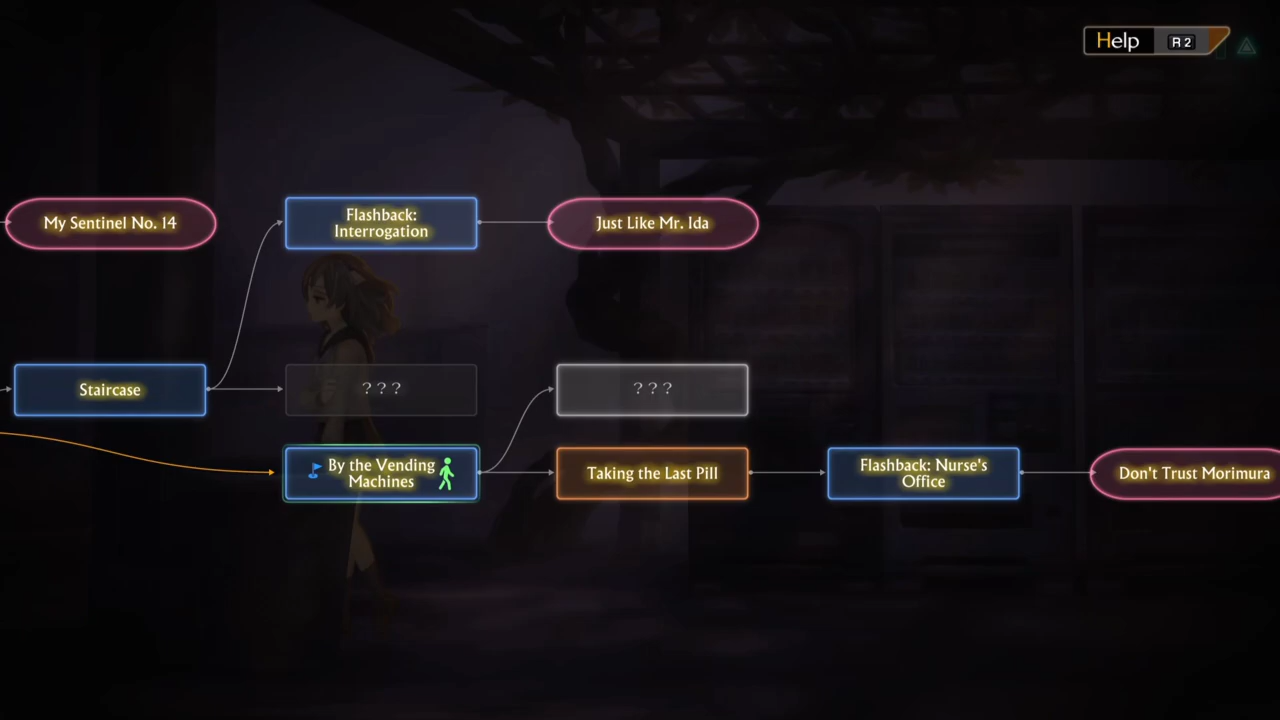 Help R2
My Sentinel No. 14
Flashback:
Interrogation
Just Like Mr. Ida
Staircase
???
???
By the Vending
Machines
Taking the Last Pill
Flashback: Nurse's
Office
Don't Trust Morimura